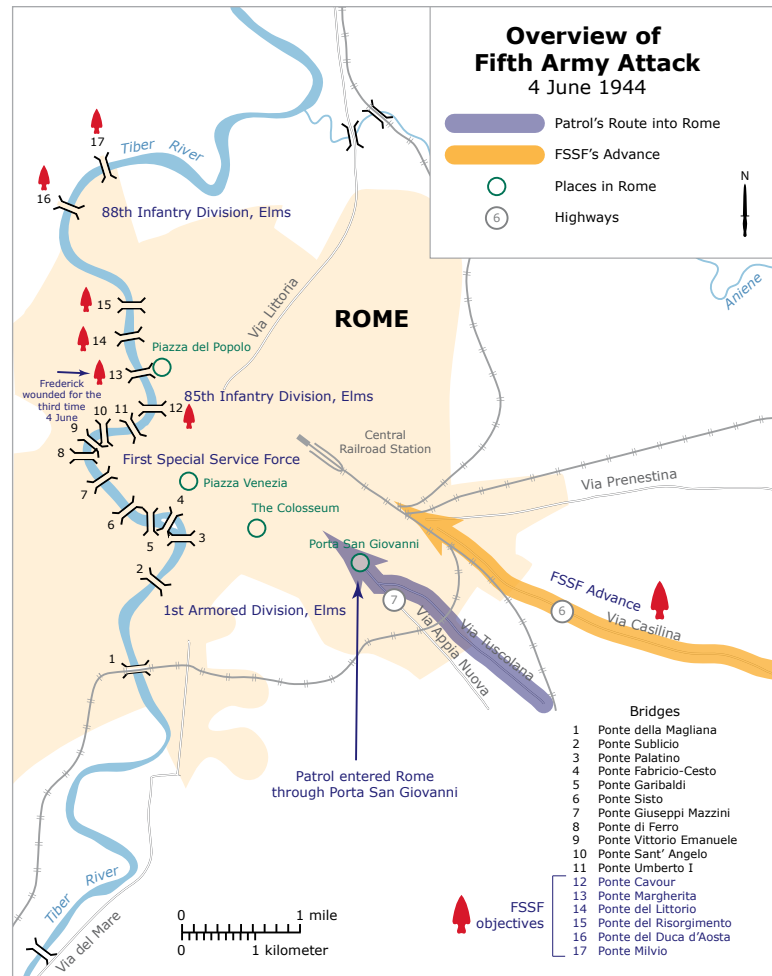 Overview of
Fifth Army Attack
4 June 1944
Patrol's Route into Rome
FSSF's Advance
Places in Rome
6
Highways
N
17
Tiber River
16
88th Infantry Division, Elms
Aniene
Via Littoria
ROME
15
14
Piazza del Popolo
13
Frederick
wounded for the
third time
4 June
85th Infantry Division, Elms
12
11
10
9
8
Central
Railroad Station
First Special Service Force
Via Prenestina
7
Piazza Venezia
4
The Colosseum
6
5
3
Porta San Giovanni
2
7
FSSF Advance
6
Via Casilina
1st Armored Division, Elms
Via Tuscolana
Via Appia Nuova
1
Patrol entered Rome
through Porta San Giovanni
Bridges
1 Ponte della Magliana
2 Ponte Sublicio
3 Ponte Palatino
4 Ponte Fabricio-Cesto
5 Ponte Garibaldi
6 Ponte Sisto
7 Ponte Giuseppi Mazzini
8 Ponte di Ferro
9 Ponte Vittorio Emanuele
10 Ponte Sant' Angelo
11 Ponte Umberto I
12 Ponte Cavour
13 Ponte Margherita
14 Ponte del Littorio
15 Ponte del Risorgimento
16 Ponte del Duca d'Aosta
17 Ponte Milvio
FSSF
objectives
Tiber River
Via del Mare
0 1 mile
0 1 kilometer